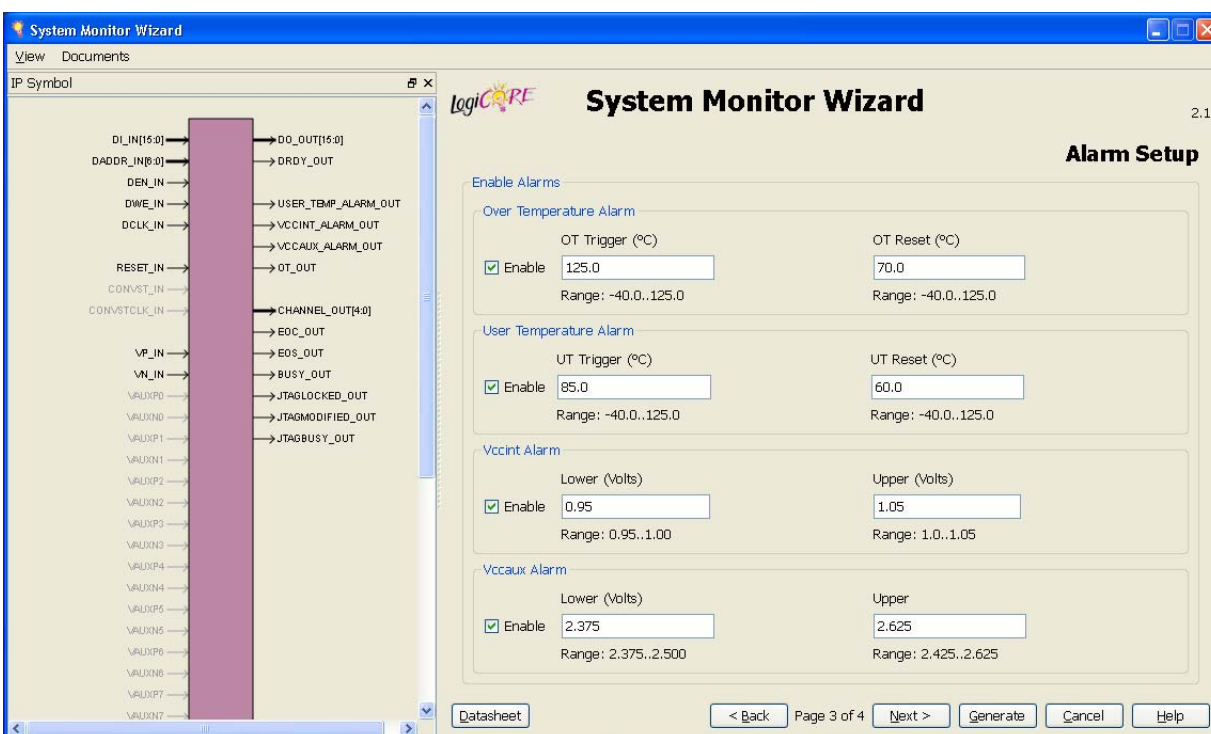 System Monitor Wizard
View Documents
IP Symbol
DI_IN[15:0]
DADDR_IN[6:0]
DEN_IN
DWE_IN
DCLK_IN
RESET_IN
CONVST_IN
CONVSTCLK_IN
VP_IN
VN_IN
VAUXP0
VAUXN0
VAUXP1
VAUXN1
VAUXP2
VAUXN2
VAUXP3
VAUXN3
VAUXP4
VAUXN4
VAUXP5
VAUXN5
VAUXP6
VAUXN6
VAUXP7
VAUXN7
DO_OUT[15:0]
DRDY_OUT
USER_TEMP_ALARM_OUT
VCCINT_ALARM_OUT
VCCAUX_ALARM_OUT
OT_OUT
CHANNEL_OUT[4:0]
EOC_OUT
EOS_OUT
BUSY_OUT
JTAGLOCKED_OUT
JTAGMODIFIED_OUT
JTAGBUSY_OUT
LogiCORE
System Monitor Wizard
2.1
Alarm Setup
Enable Alarms
Over Temperature Alarm
OT Trigger (ºC) OT Reset (ºC)
Enable 125.0 70.0
Range: -40.0..125.0 Range: -40.0..125.0
User Temperature Alarm
UT Trigger (ºC) UT Reset (ºC)
Enable 85.0 60.0
Range: -40.0..125.0 Range: -40.0..125.0
Vccint Alarm
Lower (Volts) Upper (Volts)
Enable 0.95 1.05
Range: 0.95..1.00 Range: 1.0..1.05
Vccaux Alarm
Lower (Volts) Upper
Enable 2.375 2.625
Range: 2.375..2.500 Range: 2.425..2.625
Datasheet < Back Page 3 of 4 Next > Generate Cancel Help